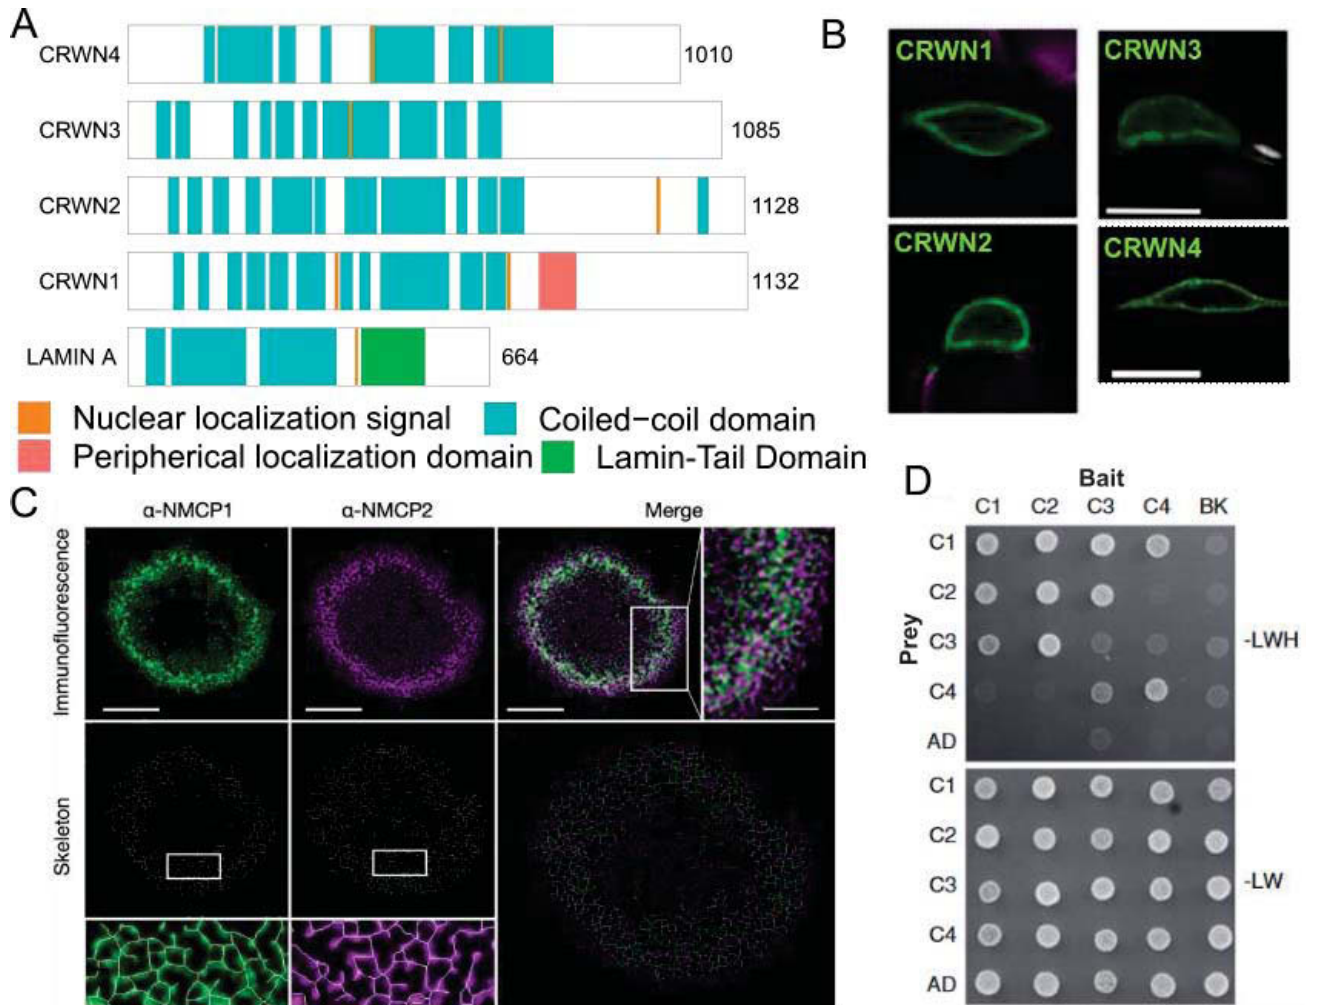 A
CRWN4
1010
CRWN3
1085
CRWN2
1128
CRWN1
1132
LAMIN A
664
Nuclear localization signal
Coiled−coil domain
Peripherical localization domain
Lamin-Tail Domain
B
CRWN1
CRWN3
CRWN2
CRWN4
C
α-NMCP1
α-NMCP2
Merge
Immunofluorescence
Skeleton
D
Bait
C1 C2 C3 C4 BK
Prey
C1
C2
C3
C4
AD
-LWH
C1
C2
C3
C4
AD
-LW